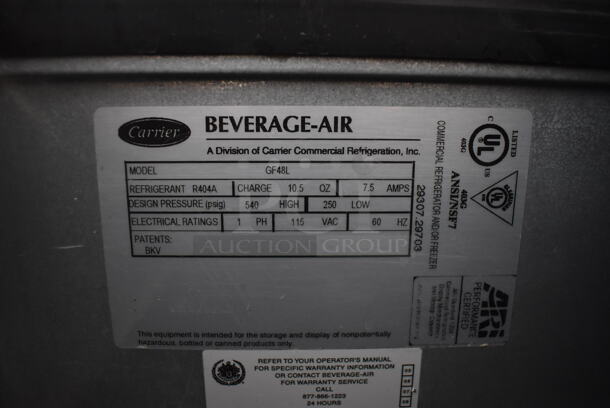 Carrier
BEVERAGE-AIR
A Division of Carrier Commercial Refrigeration, Inc.
MODEL GF48L
REFRIGERANT R404A CHARGE 10.5 OZ 7.5 AMPS
DESIGN PRESSURE (psig) 540 HIGH 250 LOW
ELECTRICAL RATINGS 1 PH 115 VAC 60 HZ
PATENTS:
BKV
AUCTION GROUP
29307.29703
This equipment is intended for the storage and display of nonpotentially
hazardous, bottled or canned products only.
C UL LISTED
403G
COMMERCIAL REFRIGERATOR AND/OR FREEZER
ANSI/NSF7
403G
UL
ARI
PERFORMANCE
CERTIFIED
REFER TO YOUR OPERATOR'S MANUAL
FOR SPECIFIC WARRANTY INFORMATION
OR CONTACT BEVERAGE-AIR
FOR WARRANTY SERVICE
CALL
877-866-1223
24 HOURS